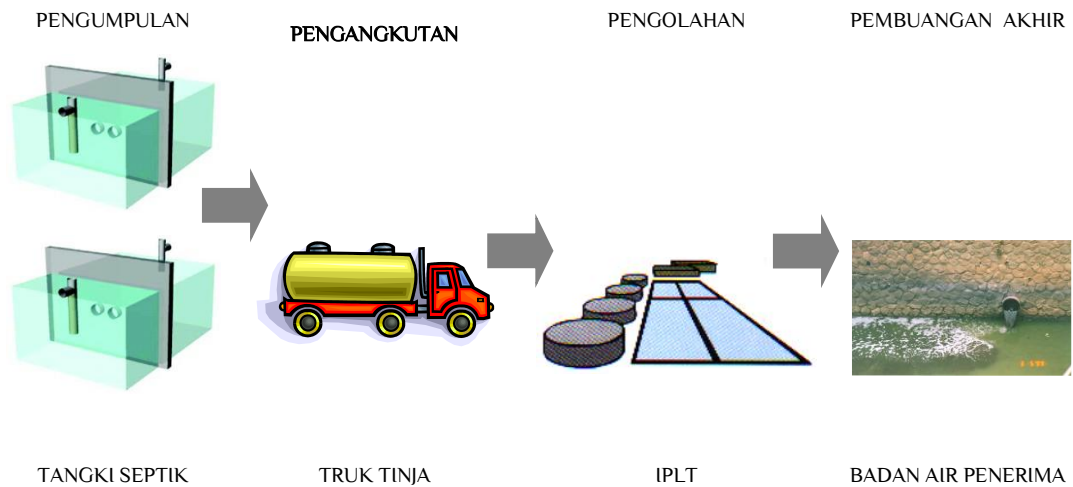 PENGUMPULAN
PENGANGKUTAN
PENGOLAHAN
PEMBUANGAN AKHIR
TANGKI SEPTIK
TRUK TINJA
IPLT
BADAN AIR PENERIMA